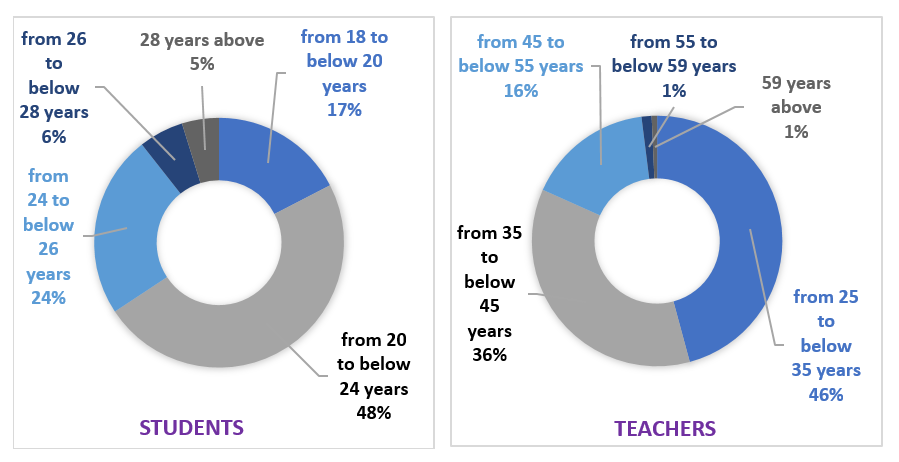 from 26
to
below
28 years
6%
28 years above
5%
from 18 to
below 20
years
17%
from
24 to
below
26
years
24%
from 20
to below
24 years
48%
STUDENTS
from 45 to
below 55 years
16%
from 55 to
below 59 years
1%
59 years
above
1%
from 35
to
below
45
years
36%
from 25
to
below
35 years
46%
TEACHERS